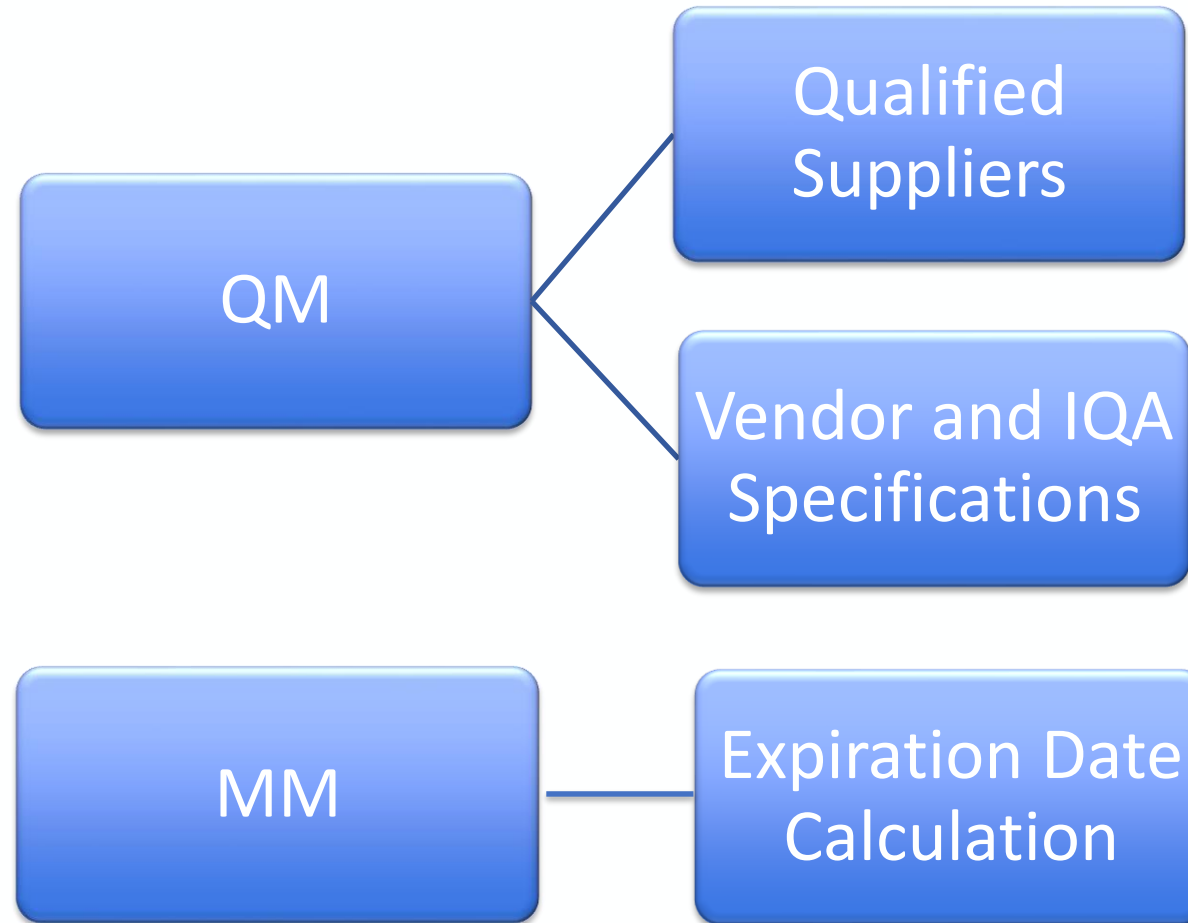 QM
Qualified
Suppliers
Vendor and IQA
Specifications
MM
Expiration Date
Calculation